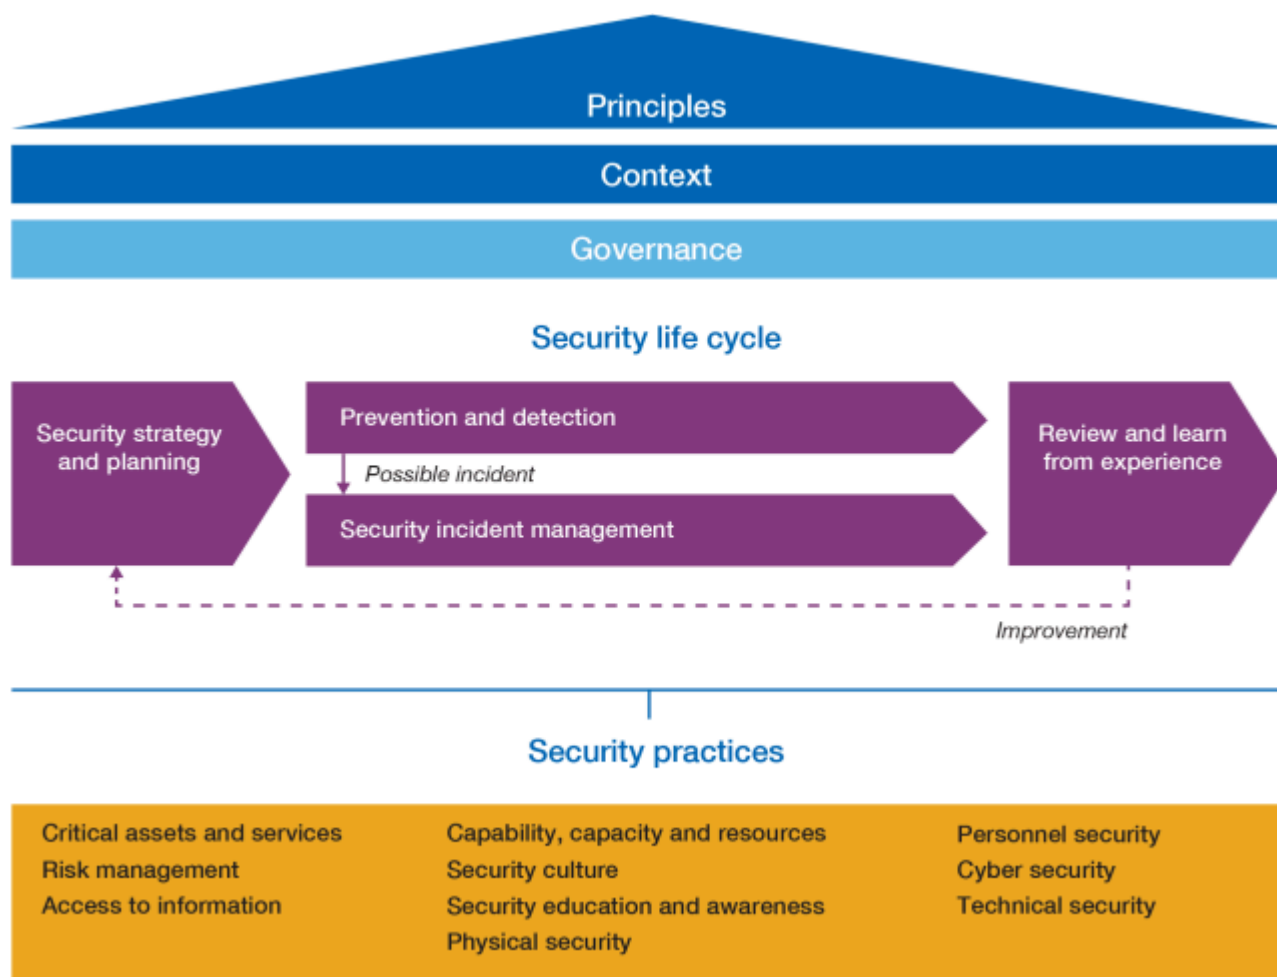 Principles
Context
Governance
Security life cycle
Security strategy
and planning
Prevention and detection
Possible incident
Security incident management
Review and learn
from experience
Improvement
Security practices
Critical assets and services
Risk management
Access to information
Capability, capacity and resources
Security culture
Security education and awareness
Physical security
Personnel security
Cyber security
Technical security